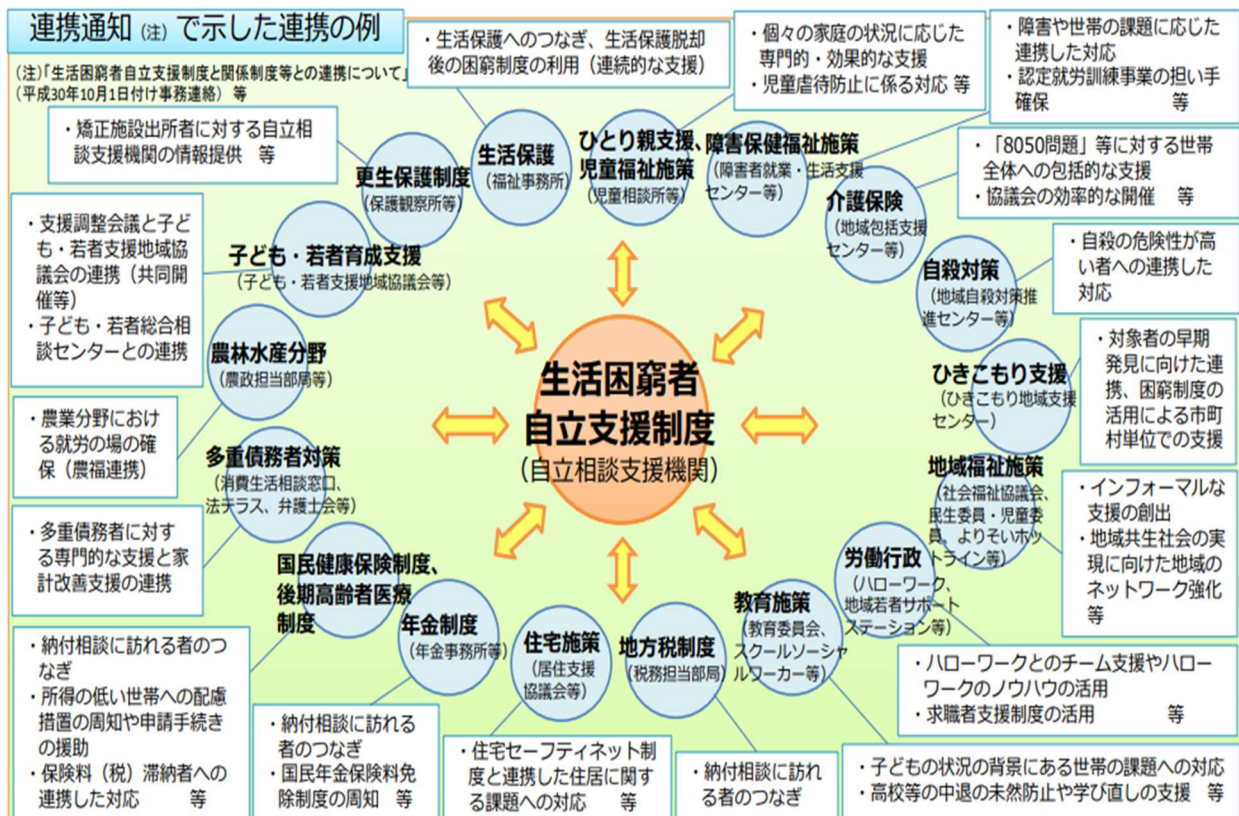 連携通知（注）で示した連携の例
（注）「生活困窮者自立支援制度と関係制度等との連携について」
（平成30年10月1日付け事務連絡）等
・生活保護へのつなぎ、生活保護脱却
後の困窮制度の利用（連続的な支援）
・個々の家庭の状況に応じた
専門的・効果的な支援
・児童虐待防止に係る対応 等
・障害や世帯の課題に応じた
連携した対応
・認定就労訓練事業の担い手
確保 等
・矯正施設出所者に対する自立相
談支援機関の情報提供 等
・「8050問題」等に対する世帯
全体への包括的な支援
・協議会の効率的な開催 等
生活保護
（福祉事務所）
ひとり親支援、
児童福祉施策
（児童相談所等）
障害保健福祉施策
（障害者就業・生活支援
センター等）
更生保護制度
（保護観察所等）
介護保険
（地域包括支援
センター等）
・支援調整会議と子ど
も・若者支援地域協
議会の連携（共同開
催等）
・子ども・若者総合相
談センターとの連携
子ども・若者育成支援
（子ども・若者支援地域協議会等）
自殺対策
（地域自殺対策推
進センター等）
・自殺の危険性が高
い者への連携した
対応
農林水産分野
（農政担当部局等）
ひきこもり支援
（ひきこもり地域支援
センター）
・対象者の早期
発見に向けた連
携、困窮制度の
活用による市町
村単位での支援
生活困窮者
自立支援制度
（自立相談支援機関）
・農業分野におけ
る就労の場の確
保（農福連携）
多重債務者対策
（消費生活相談窓口、
法テラス、弁護士会等）
地域福祉施策
（社会福祉協議会、
民生委員・児童委
員、よりそいホッ
トライン等）
・インフォーマルな
支援の創出
・地域共生社会の実
現に向けた地域の
ネットワーク強化
等
・多重債務者に対す
る専門的な支援と家
計改善支援の連携
国民健康保険制度、
後期高齢者医療
制度
年金制度
（年金事務所等）
住宅施策
（居住支援
協議会等）
地方税制度
（税務担当部局）
教育施策
（教育委員会、
スクールソーシャ
ルワーカー等）
労働行政
（ハローワーク、
地域若者サポート
ステーション等）
・納付相談に訪れる者のつ
なぎ
・所得の低い世帯への配慮
措置の周知や申請手続き
の援助
・保険料（税）滞納者への
連携した対応 等
・納付相談に訪れる
者のつなぎ
・国民年金保険料免
除制度の周知 等
・住宅セーフティネット制
度と連携した住居に関す
る課題への対応 等
・納付相談に訪れ
る者のつなぎ
・ハローワークとのチーム支援やハロー
ワークのノウハウの活用
・求職者支援制度の活用 等
・子どもの状況の背景にある世帯の課題への対応
・高校等の中退の未然防止や学び直しの支援 等